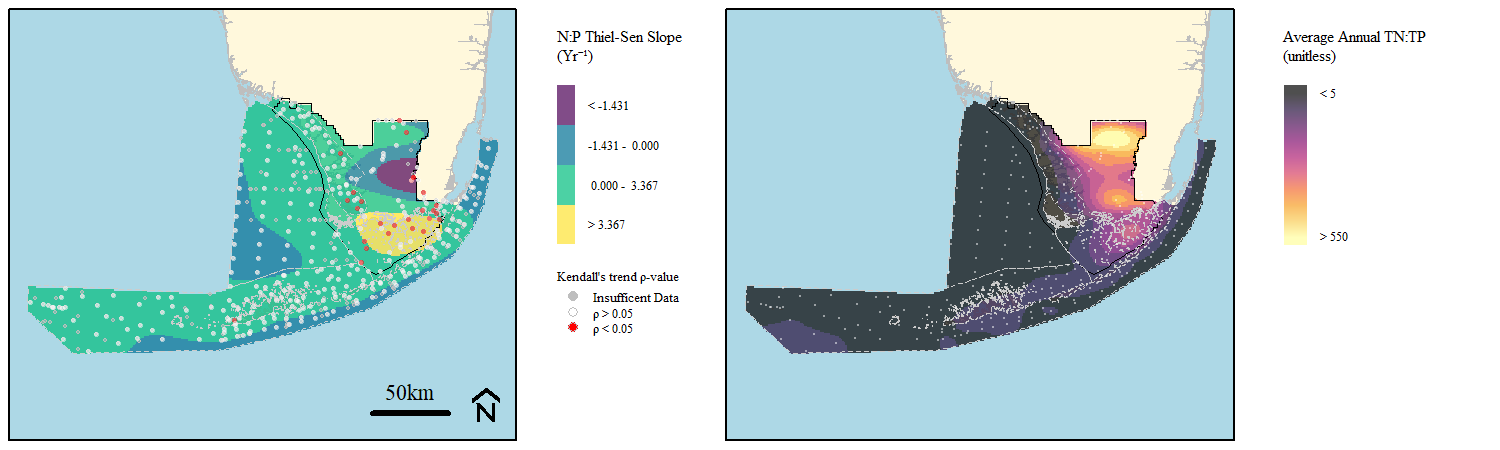 N:P Thiel-Sen Slope
(Yr⁻¹)
< -1.431
-1.431 - 0.000
0.000 - 3.367
> 3.367
Kendall's trend ρ-value
Insufficent Data
ρ > 0.05
ρ < 0.05
50km
N
Average Annual TN:TP
(unitless)
< 5
> 550